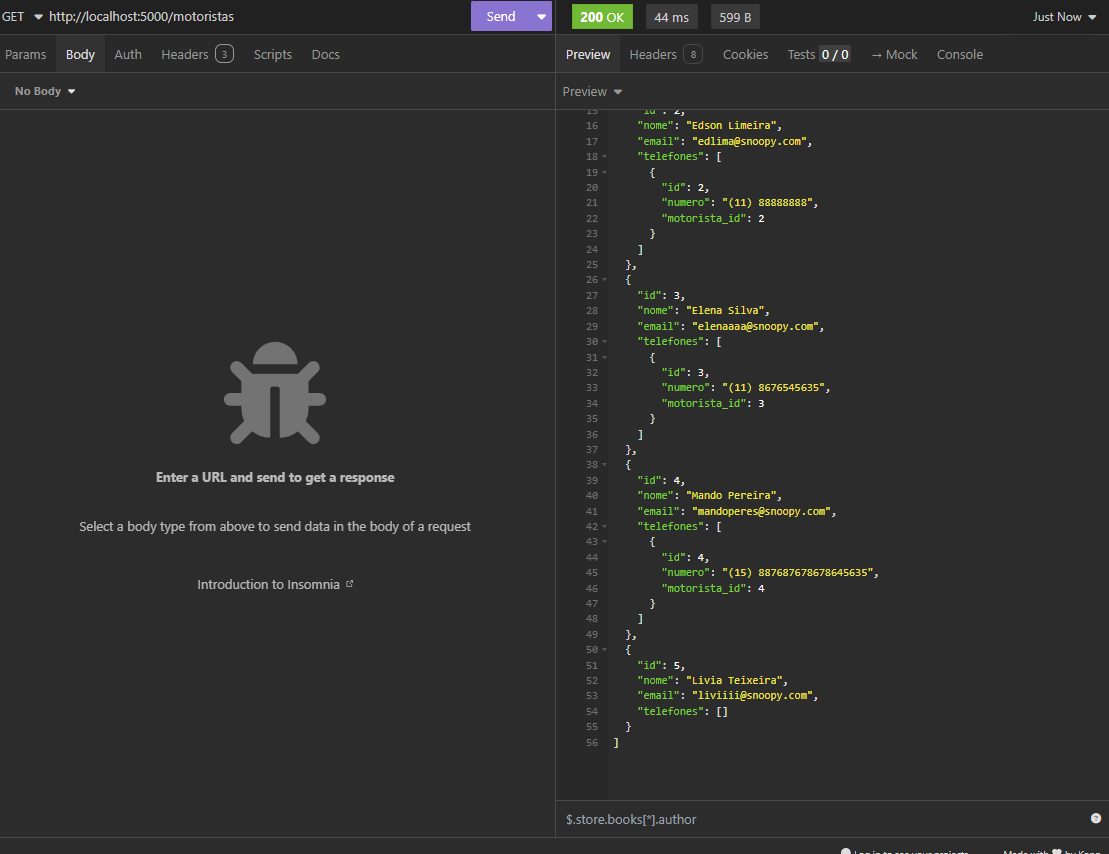 GET http://localhost:5000/motoristas Send 200 OK 44 ms 599 B Just Now
Params Body Auth Headers 3 Scripts Docs
Preview Headers 8 Cookies Tests 0 / 0 → Mock Console
No Body
Preview
Enter a URL and send to get a response
Select a body type from above to send data in the body of a request
Introduction to Insomnia
15 "id": 2,
16 "nome": "Edson Limeira",
17 "email": "edlima@snoopy.com",
18 "telefones": [
19 {
20 "id": 2,
21 "numero": "(11) 88888888",
22 "motorista_id": 2
23 }
24 ]
25 },
26 {
27 "id": 3,
28 "nome": "Elena Silva",
29 "email": "elenaaaa@snoopy.com",
30 "telefones": [
31 {
32 "id": 3,
33 "numero": "(11) 8676545635",
34 "motorista_id": 3
35 }
36 ]
37 },
38 {
39 "id": 4,
40 "nome": "Mando Pereira",
41 "email": "mandoperes@snoopy.com",
42 "telefones": [
43 {
44 "id": 4,
45 "numero": "(15) 887687678678645635",
46 "motorista_id": 4
47 }
48 ]
49 },
50 {
51 "id": 5,
52 "nome": "Livia Teixeira",
53 "email": "liviiii@snoopy.com",
54 "telefones": []
55 }
56 ]
$.store.books[*].author
Log in to see your projects Made with by Kong